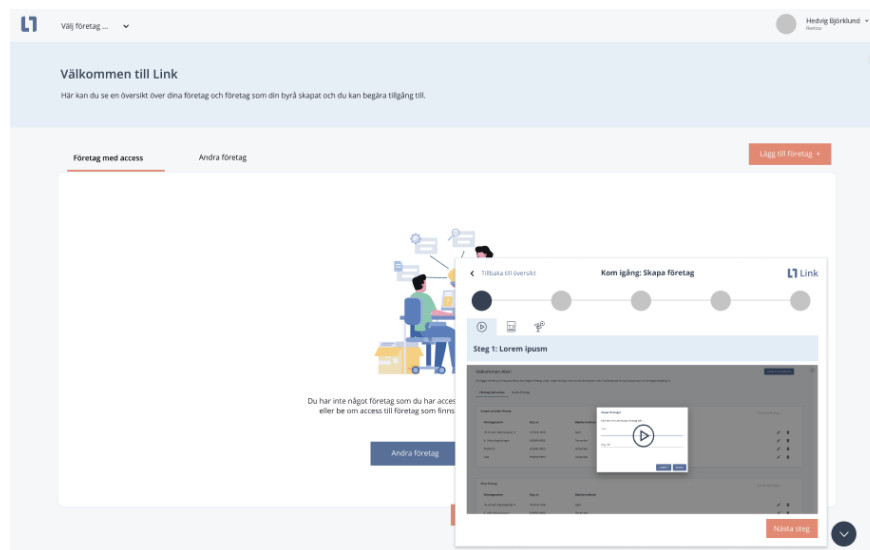 Välj företag ...
Hedvig Björklund
Välkommen till Link
Här kan du se en översikt över dina företag och företag som din byrå skapat och du kan begära tillgång till.
Företag med access
Andra företag
Lägg till företag +
Tillbaka till översikt
Kom igång: Skapa företag
Link
Steg 1: Lorem ipusm
Du har inte något företag som du har acces
eller be om access till företag som finns
Andra företag
Nästa steg